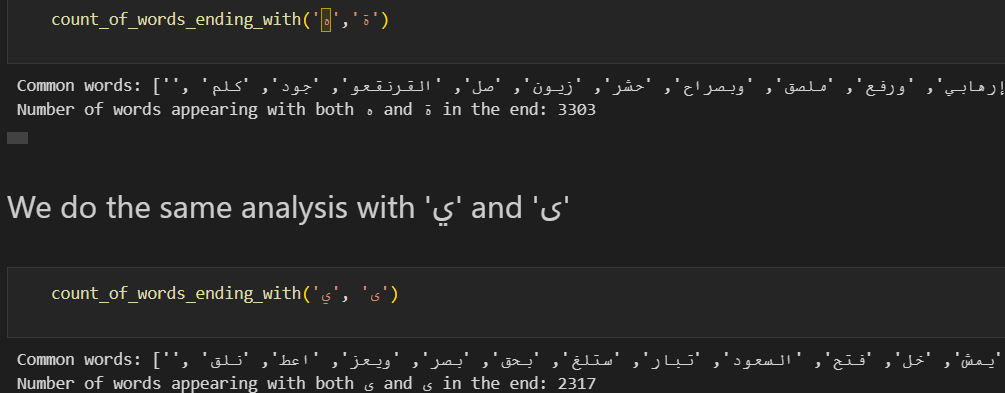 count_of_words_ending_with('ه','ة')
Common words: ['', 'كلم', 'جود', 'القرنقعو', 'صل', 'زيون', 'حشر', 'وبصراح', 'ملصق', 'ورفع', 'إرهابي'
Number of words appearing with both ه and ة in the end: 3303
We do the same analysis with 'ي' and 'ى'
count_of_words_ending_with('ي', 'ى')
Common words: ['', 'نلق', 'اعط', 'ويعز', 'بصر', 'بحق', 'ستلغ', 'تبار', 'السعود', 'فتح', 'خل', 'يمش'
Number of words appearing with both ي and ى in the end: 2317